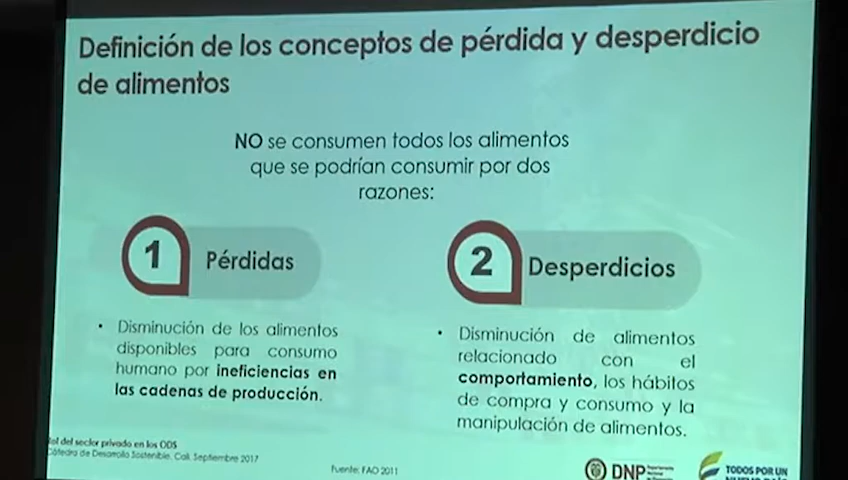 Definición de los conceptos de pérdida y desperdicio
de alimentos
NO se consumen todos los alimentos
que se podrían consumir por dos
razones:
1
Pérdidas
• Disminución de los alimentos
disponibles para consumo
humano por ineficiencias en
las cadenas de producción.
2
Desperdicios
• Disminución de alimentos
relacionado con el
comportamiento, los hábitos
de compra y consumo y la
manipulación de alimentos.
Rol del sector privado en los ODS
Cátedra de Desarrollo Sostenible, Cali, Septiembre 2017
Fuente: FAO 2011
DNP
TODOS POR UN